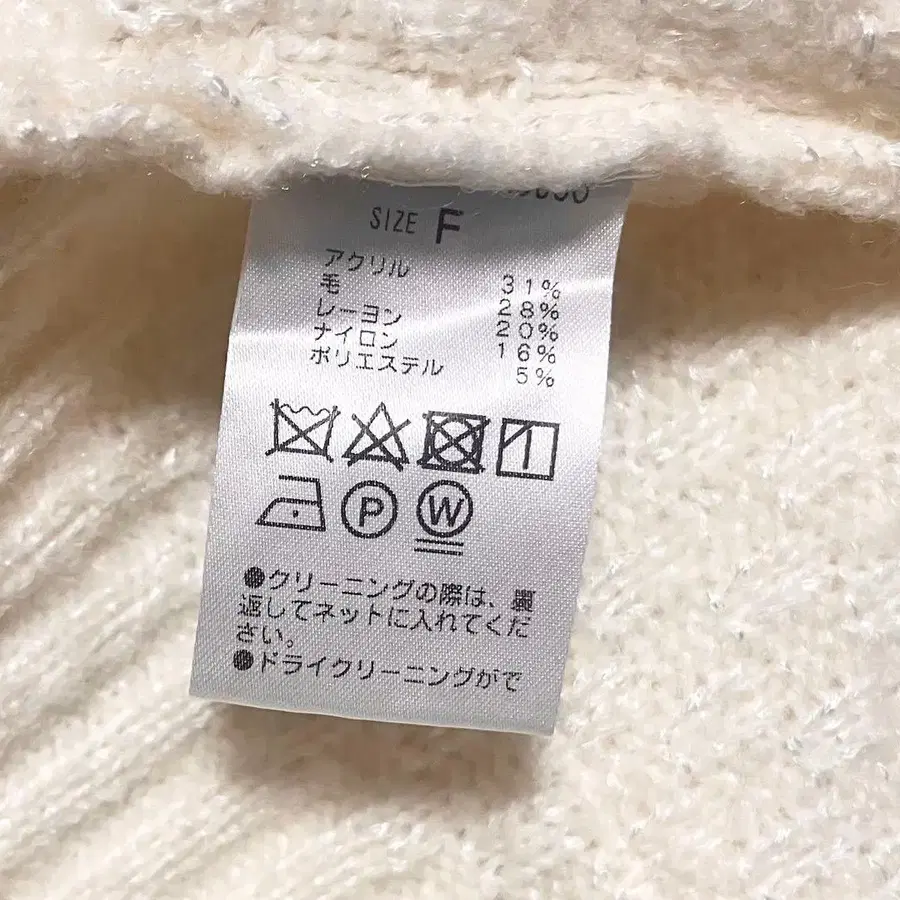 SIZE F
アクリル 31%
毛 28%
レーヨン 20%
ナイロン 16%
ポリエステル 5%
P W
●クリーニングの際は、裏
返してネットに入れてくだ
さい。
●ドライクリーニングがで